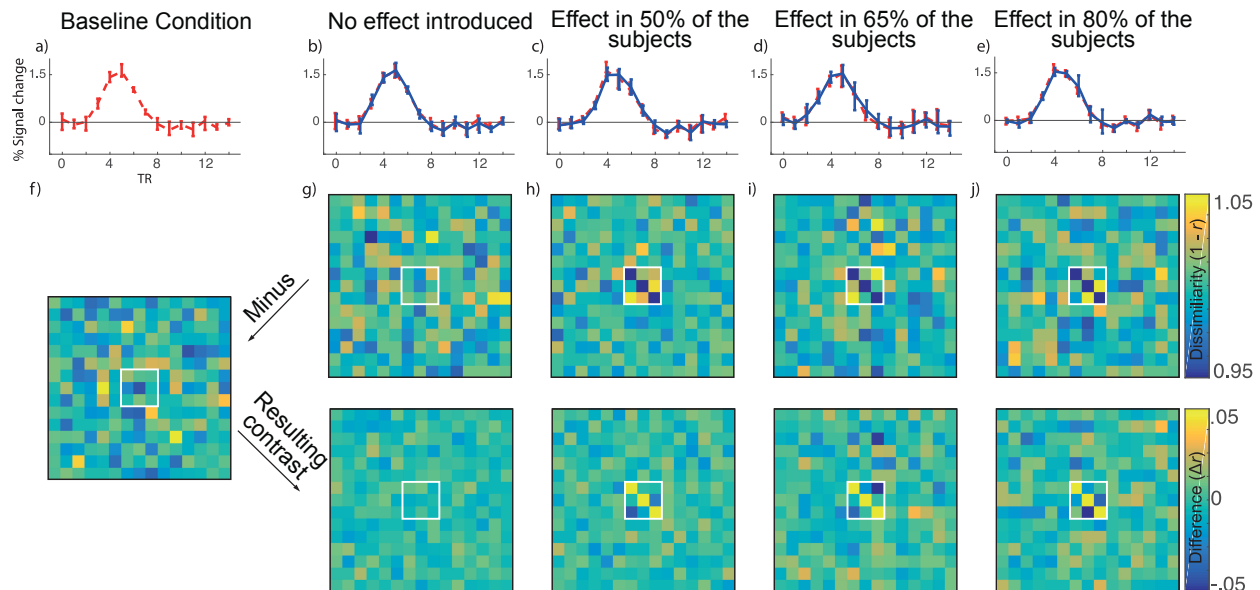 Baseline Condition
No effect introduced
Effect in 50% of the
subjects
Effect in 65% of the
subjects
Effect in 80% of the
subjects
a)
b)
c)
d)
e)
% Siignal change
1.5
0
0 4 8 12
TR
1.5
0
0 4 8 12
1.5
0
0 4 8 12
1.5
0
0 4 8 12
1.5
0
0 4 8 12
f)
g)
h)
i)
j)
Minus
Resulting
contrast
1.05
Dissimiliarity (1 - r)
0.95
.05
Difference (Δr)
0
-.05